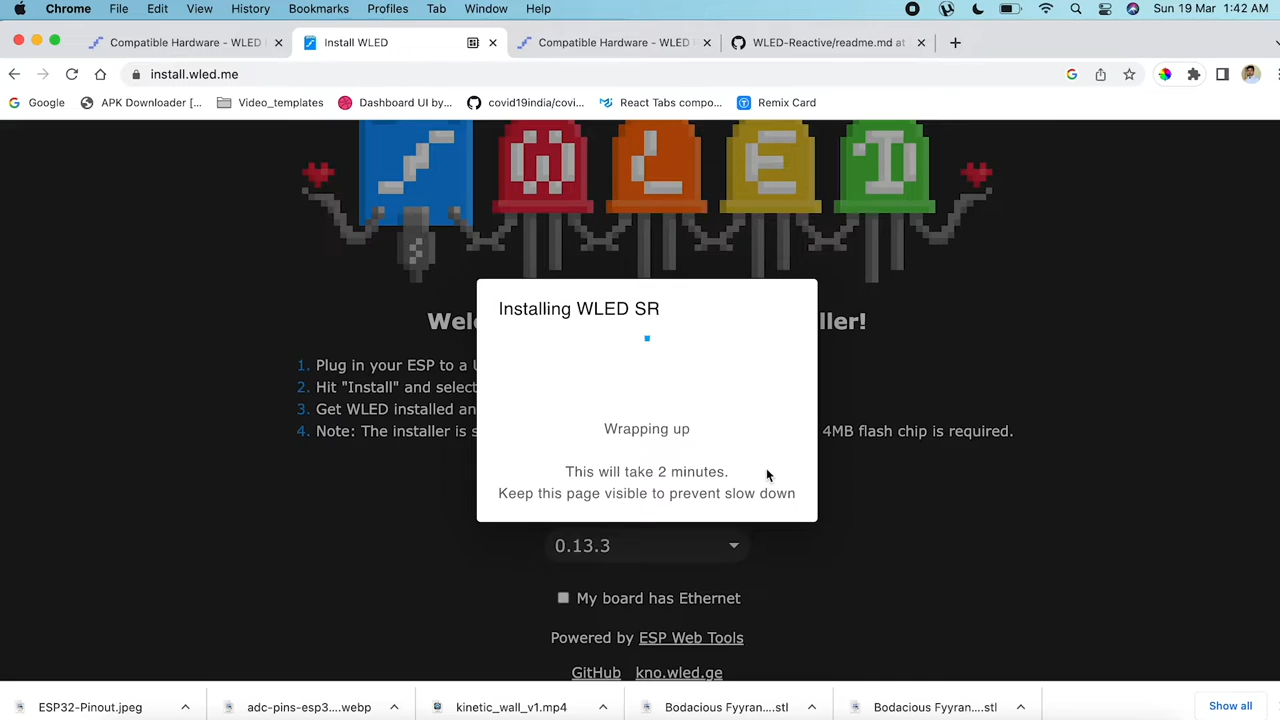 Chrome File Edit View History Bookmarks Profiles Tab Window Help Sun 19 Mar 1:42 AM
Compatible Hardware - WLED Install WLED Compatible Hardware - WLED WLED-Reactive/readme.md at
install.wled.me
Google APK Downloader [... Video_templates Dashboard UI by... covid19india/covi... React Tabs compo... Remix Card
W L E D
Installing WLED SR
Wel ller!
1. Plug in your ESP to a U
2. Hit "Install" and select
3. Get WLED installed an
4. Note: The installer is s 4MB flash chip is required.
Wrapping up
This will take 2 minutes.
Keep this page visible to prevent slow down
0.13.3
My board has Ethernet
Powered by ESP Web Tools
GitHub kno.wled.ge
ESP32-Pinout.jpeg adc-pins-esp3....webp kinetic_wall_v1.mp4 Bodacious Fyyran....stl Bodacious Fyyran....stl Show all